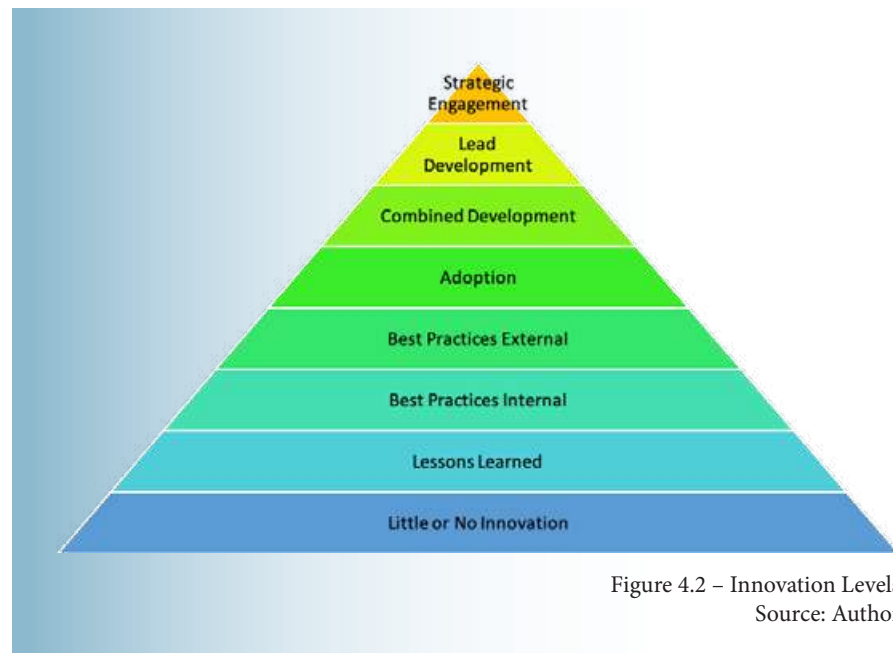 Strategic
Engagement
Lead
Development
Combined Development
Adoption
Best Practices External
Best Practices Internal
Lessons Learned
Little or No Innovation
Figure 4.2 – Innovation Level
Source: Author